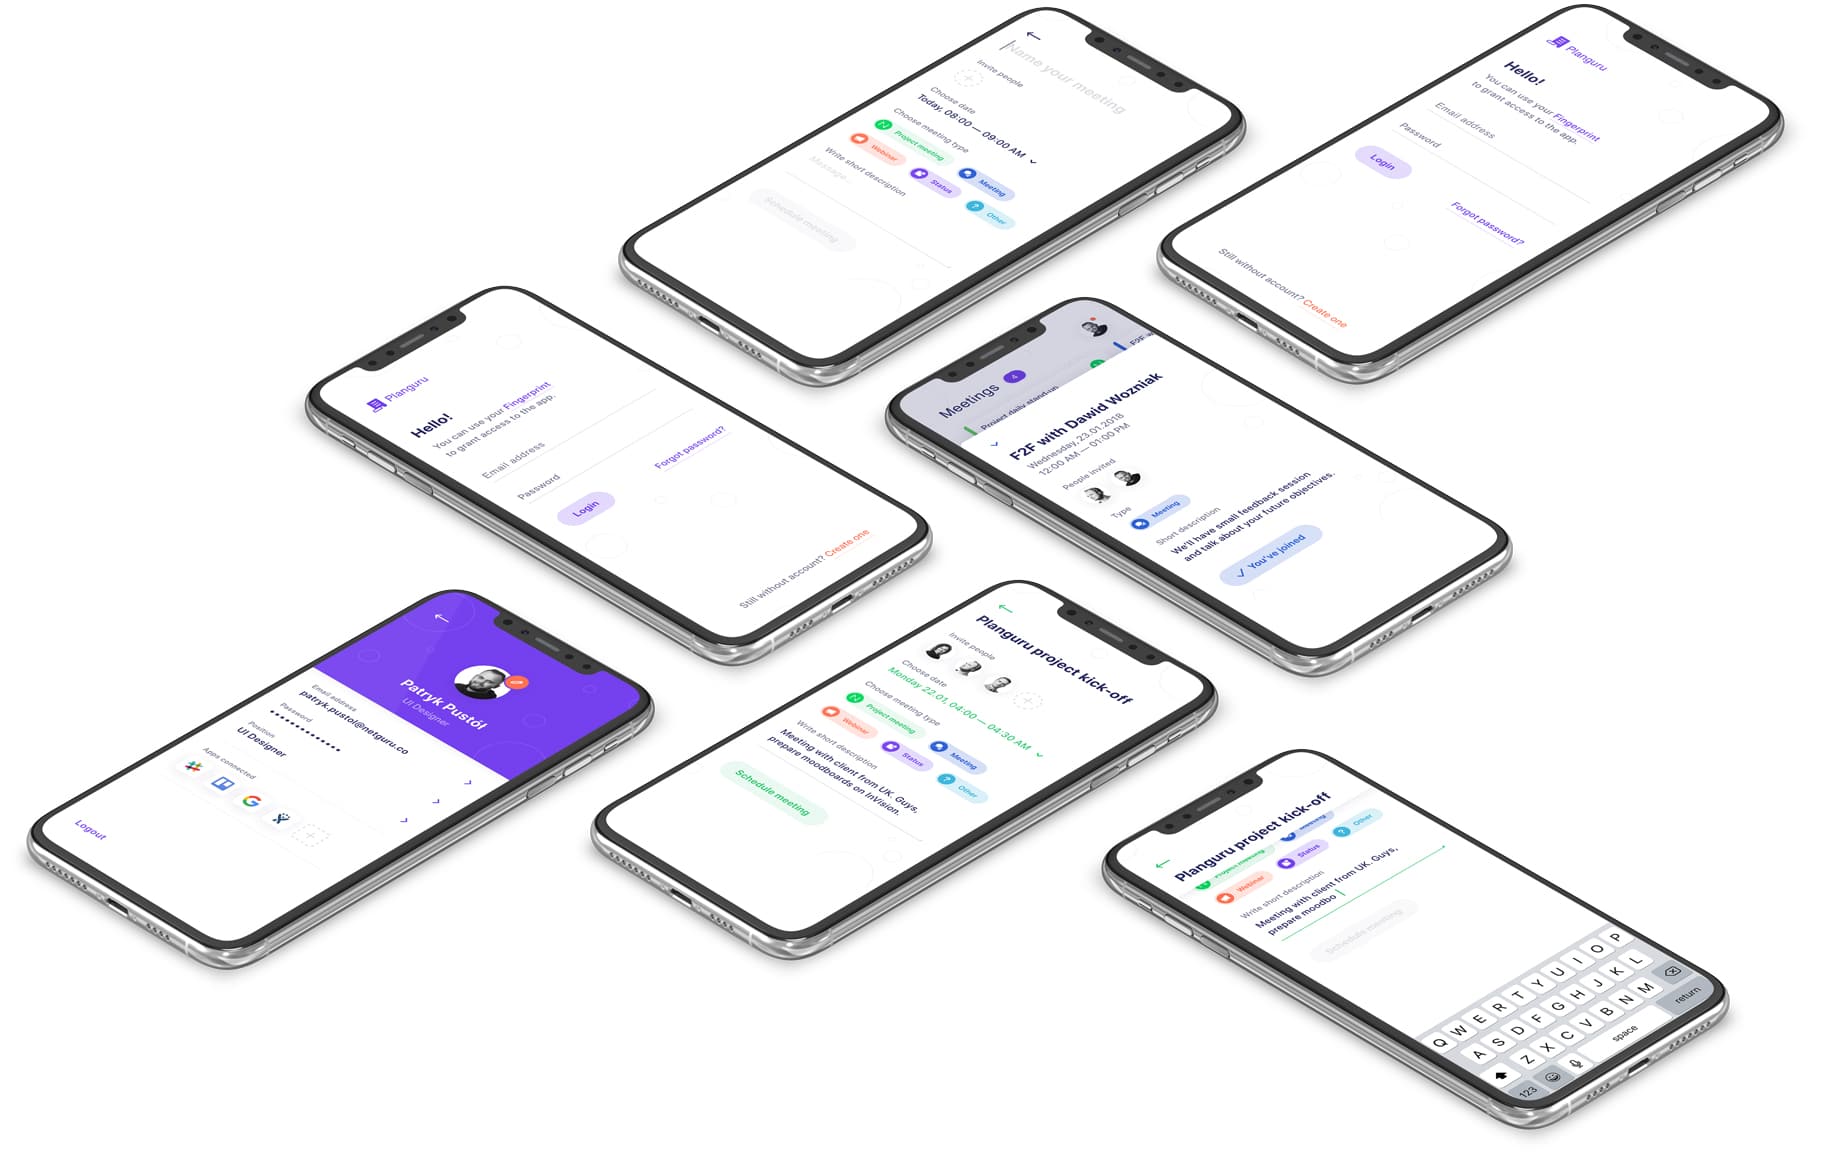 Name your meeting
Invite people
Choose date
Today, 08:00 — 09:00 AM
Choose meeting type
Project meeting
Meeting
Webinar
Status
Other
Write short description
Message...
Schedule meeting
Planguru
Hello!
You can use your Fingerprint
to grant access to the app.
Email address
Password
Login
Forgot password?
Still without account? Create one
Planguru
Hello!
You can use your Fingerprint
to grant access to the app.
Email address
Password
Forgot password?
Login
Still without account? Create one
Meetings 4
Project daily stand-up
F2F
F2F with Dawid Wozniak
Wednesday, 23.01.2018
12:00 AM — 01:00 PM
People invited
Type
Meeting
Short description
We'll have small feedback session
and talk about your future objectives.
You've joined
Patryk Pustół
UI Designer
Email address
patryk.pustol@netguru.co
Password
Position
UI Designer
Apps connected
Logout
Planguru project kick-off
Invite people
Choose date
Monday 22.01, 04:00 — 04:30 AM
Choose meeting type
Project meeting
Meeting
Webinar
Status
Other
Write short description
Meeting with client from UK. Guys,
prepare moodboards on InVision.
Schedule meeting
Planguru project kick-off
Project meeting
Meeting
Webinar
Status
Other
Write short description
Meeting with client from UK. Guys,
prepare moodbo
Schedule meeting
Q W E R T Y U I O P
A S D F G H J K L
Z X C V B N M
123
space
return